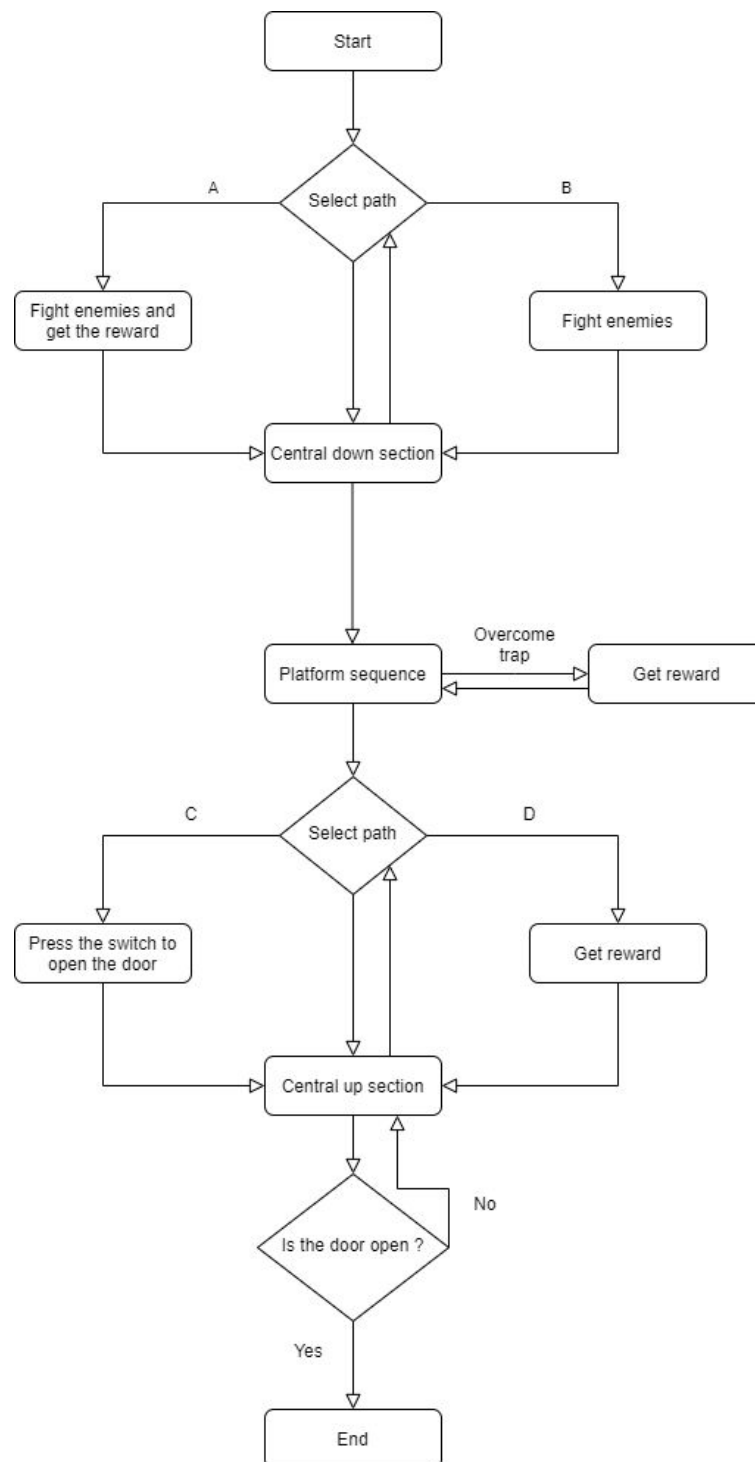 Start
Select path
A
B
Fight enemies and
get the reward
Fight enemies
Central down section
Overcome
trap
Platform sequence
Get reward
Select path
C
D
Press the switch to
open the door
Get reward
Central up section
No
Is the door open ?
Yes
End